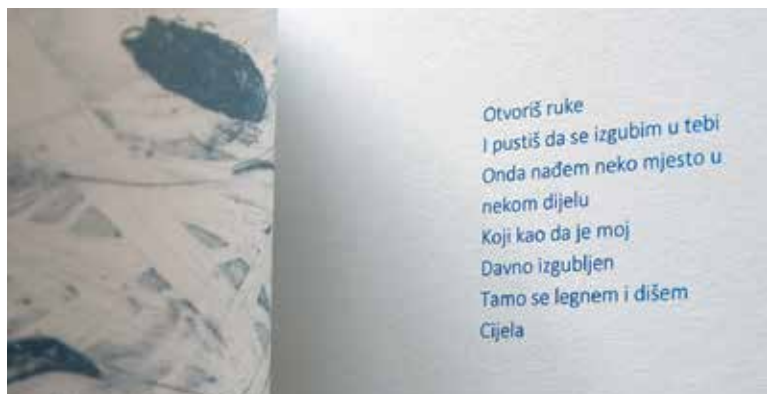 Otvoriš ruke
I pustiš da se izgubim u tebi
Onda nađem neko mjesto u
nekom dijelu
Koji kao da je moj
Davno izgubljen
Tamo se legnem i dišem
Cijela